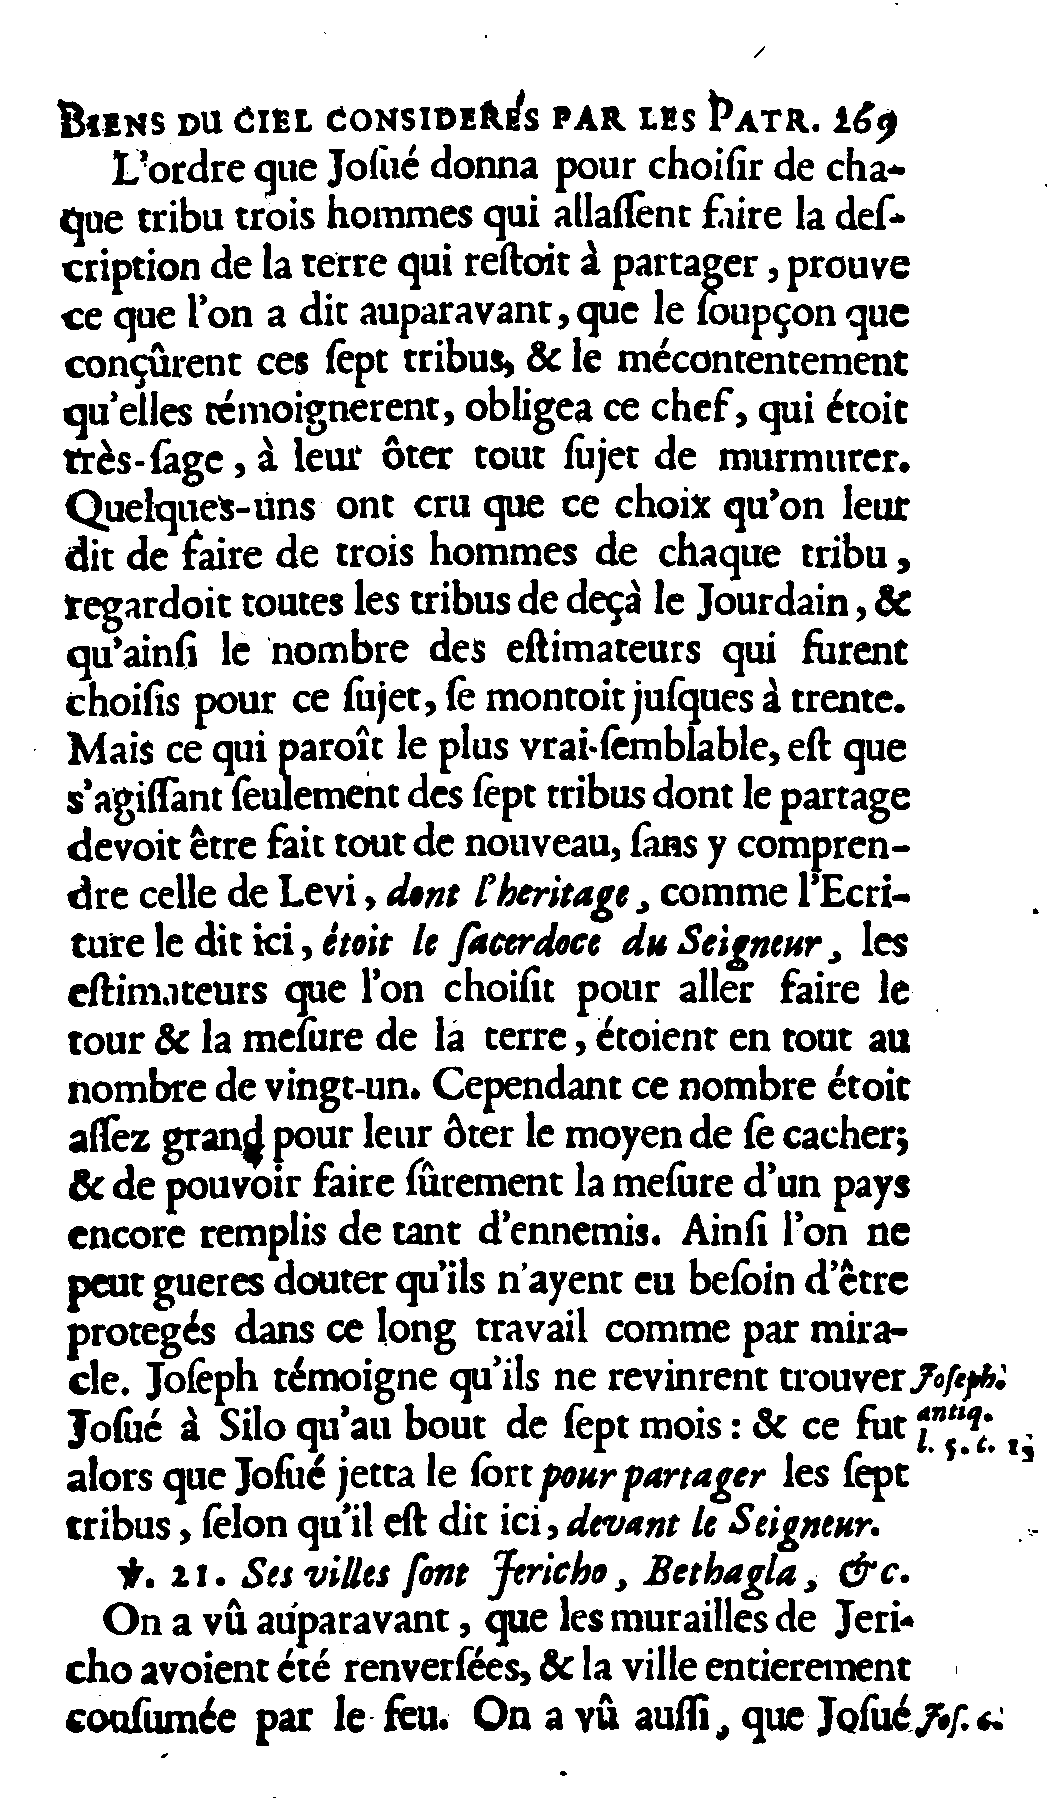 BIENS DU CIEL CONSIDERÉS PAR LES PATR. 169
L'ordre que Joſué donna pour choiſir de cha-
que tribu trois hommes qui allaſſent faire la deſ-
cription de la terre qui reſtoit à partager, prouve
ce que l'on a dit auparavant, que le ſoupçon que
conçûrent ces ſept tribus, & le mécontentement
qu'elles témoignerent, obligea ce chef, qui étoit
très-ſage, à leur ôter tout ſujet de murmurer.
Quelques-uns ont cru que ce choix qu'on leur
dit de faire de trois hommes de chaque tribu,
regardoit toutes les tribus de deçà le Jourdain, &
qu'ainſi le nombre des eſtimateurs qui furent
choiſis pour ce ſujet, ſe montoit juſques à trente.
Mais ce qui paroît le plus vrai-ſemblable, eſt que
s'agiſſant ſeulement des ſept tribus dont le partage
devoit être fait tout de nouveau, ſans y compren-
dre celle de Levi, dont l'heritage, comme l'Ecri-
ture le dit ici, étoit le ſacerdoce du Seigneur, les
eſtimateurs que l'on choiſit pour aller faire le
tour & la meſure de la terre, étoient en tout au
nombre de vingt-un. Cependant ce nombre étoit
aſſez grand pour leur ôter le moyen de ſe cacher;
& de pouvoir faire ſûrement la meſure d'un pays
encore remplis de tant d'ennemis. Ainſi l'on ne
peut gueres douter qu'ils n'ayent eu beſoin d'être
protegés dans ce long travail comme par mira-
cle. Joſeph témoigne qu'ils ne revinrent trouver Joſeph.
Joſué à Silo qu'au bout de ſept mois : & ce fut antiq.
l. 5. c. 13
alors que Joſué jetta le ſort pour partager les ſept
tribus, ſelon qu'il eſt dit ici, devant le Seigneur.
℣. 21. Ses villes ſont Jericho, Bethagla, &c.
On a vû auparavant, que les murailles de Jeri-
cho avoient été renverſées, & la ville entierement
conſumée par le feu. On a vû auſſi, que Joſué Joſ. 6.